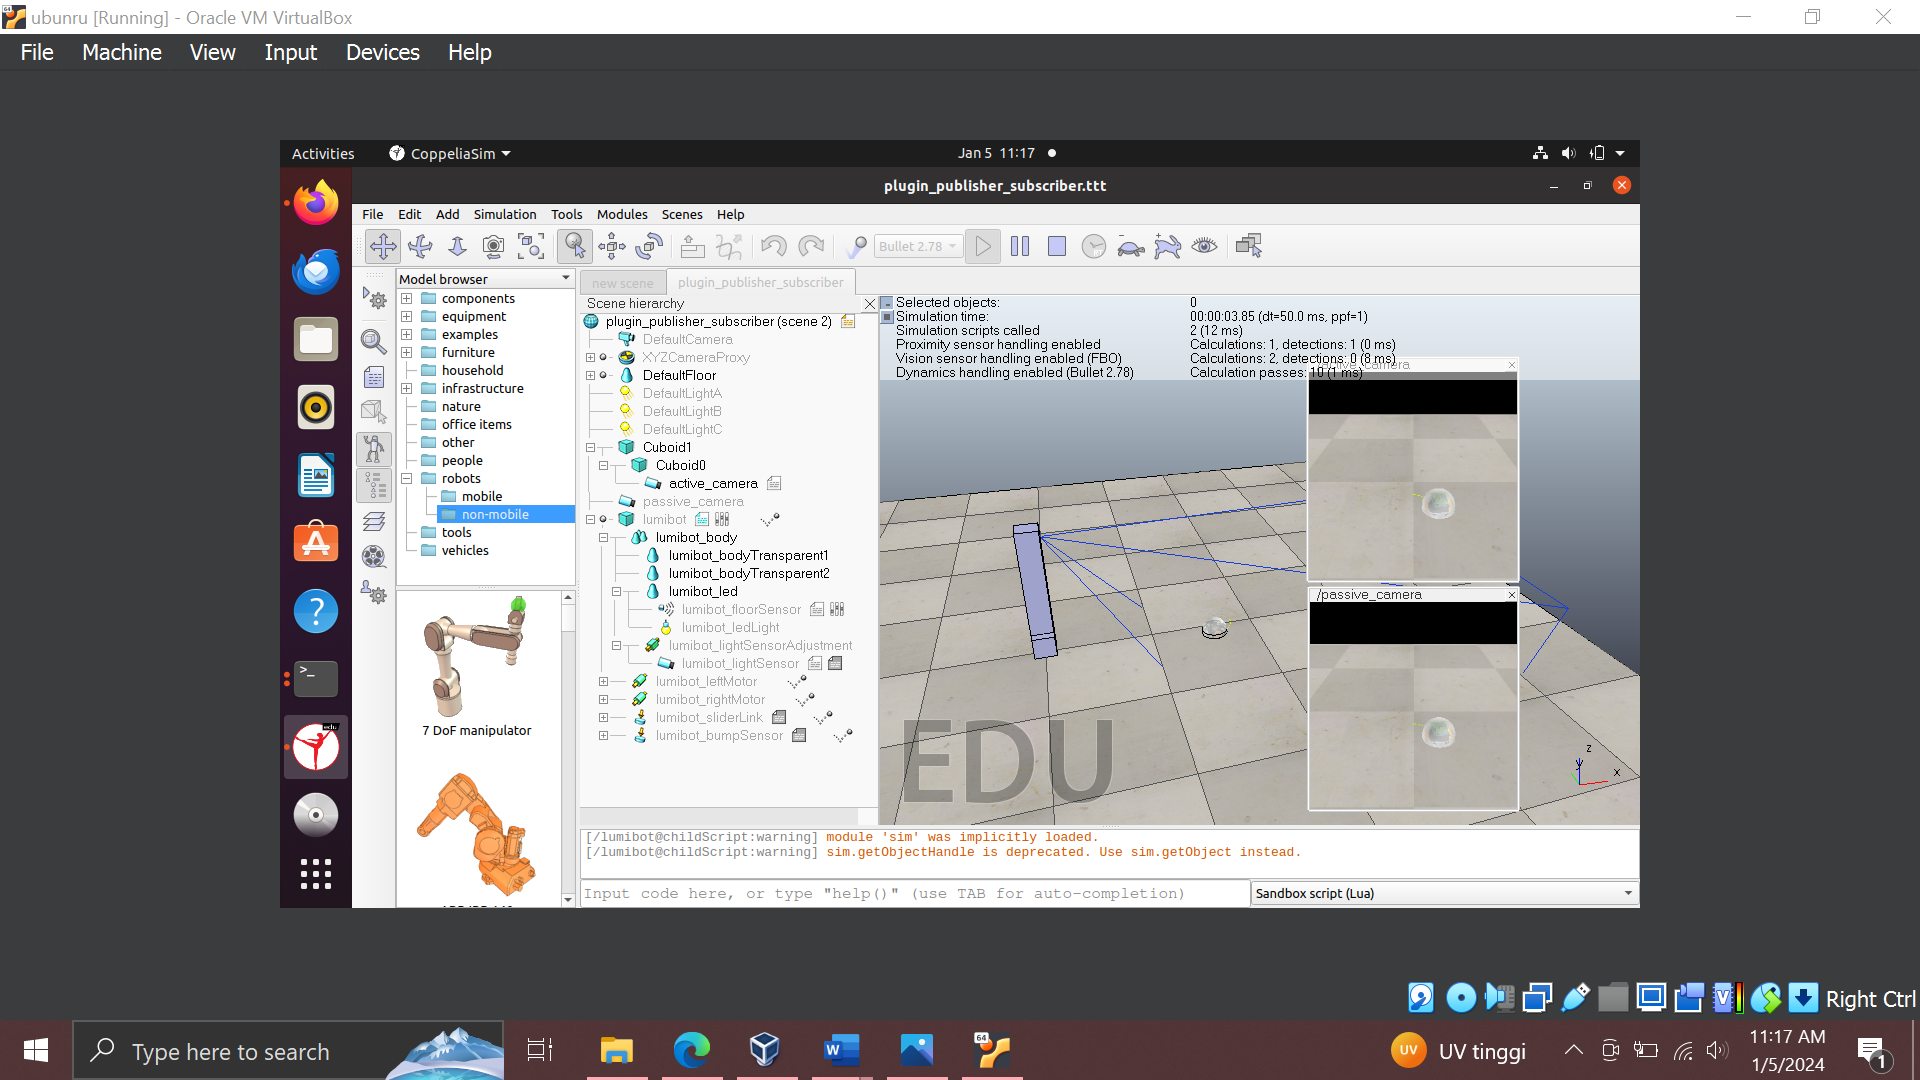 ubunru [Running] - Oracle VM VirtualBox
File Machine View Input Devices Help
Activities CoppeliaSim Jan 5 11:17
plugin_publisher_subscriber.ttt
File Edit Add Simulation Tools Modules Scenes Help
Bullet 2.78
Model browser
components
equipment
examples
furniture
household
infrastructure
nature
office items
other
people
robots
mobile
non-mobile
tools
vehicles
7 DoF manipulator
new scene plugin_publisher_subscriber
Scene hierarchy
plugin_publisher_subscriber (scene 2)
DefaultCamera
XYZCameraProxy
DefaultFloor
DefaultLightA
DefaultLightB
DefaultLightC
Cuboid1
Cuboid0
active_camera
passive_camera
lumibot
lumibot_body
lumibot_bodyTransparent1
lumibot_bodyTransparent2
lumibot_led
lumibot_floorSensor
lumibot_ledLight
lumibot_lightSensorAdjustment
lumibot_lightSensor
lumibot_leftMotor
lumibot_rightMotor
lumibot_sliderLink
lumibot_bumpSensor
Selected objects: 0
Simulation time: 00:00:03.85 (dt=50.0 ms, ppf=1)
Simulation scripts called 2 (12 ms)
Proximity sensor handling enabled Calculations: 1, detections: 1 (0 ms)
Vision sensor handling enabled (FBO) Calculations: 2, detections: 0 (8 ms)
Dynamics handling enabled (Bullet 2.78) Calculation passes: 10 (1 ms)
/passive_camera
EDU
z
y
x
[/lumibot@childScript:warning] module 'sim' was implicitly loaded.
[/lumibot@childScript:warning] sim.getObjectHandle is deprecated. Use sim.getObject instead.
Input code here, or type "help()" (use TAB for auto-completion) Sandbox script (Lua)
Right Ctrl
Type here to search
UV UV tinggi
11:17 AM
1/5/2024
1